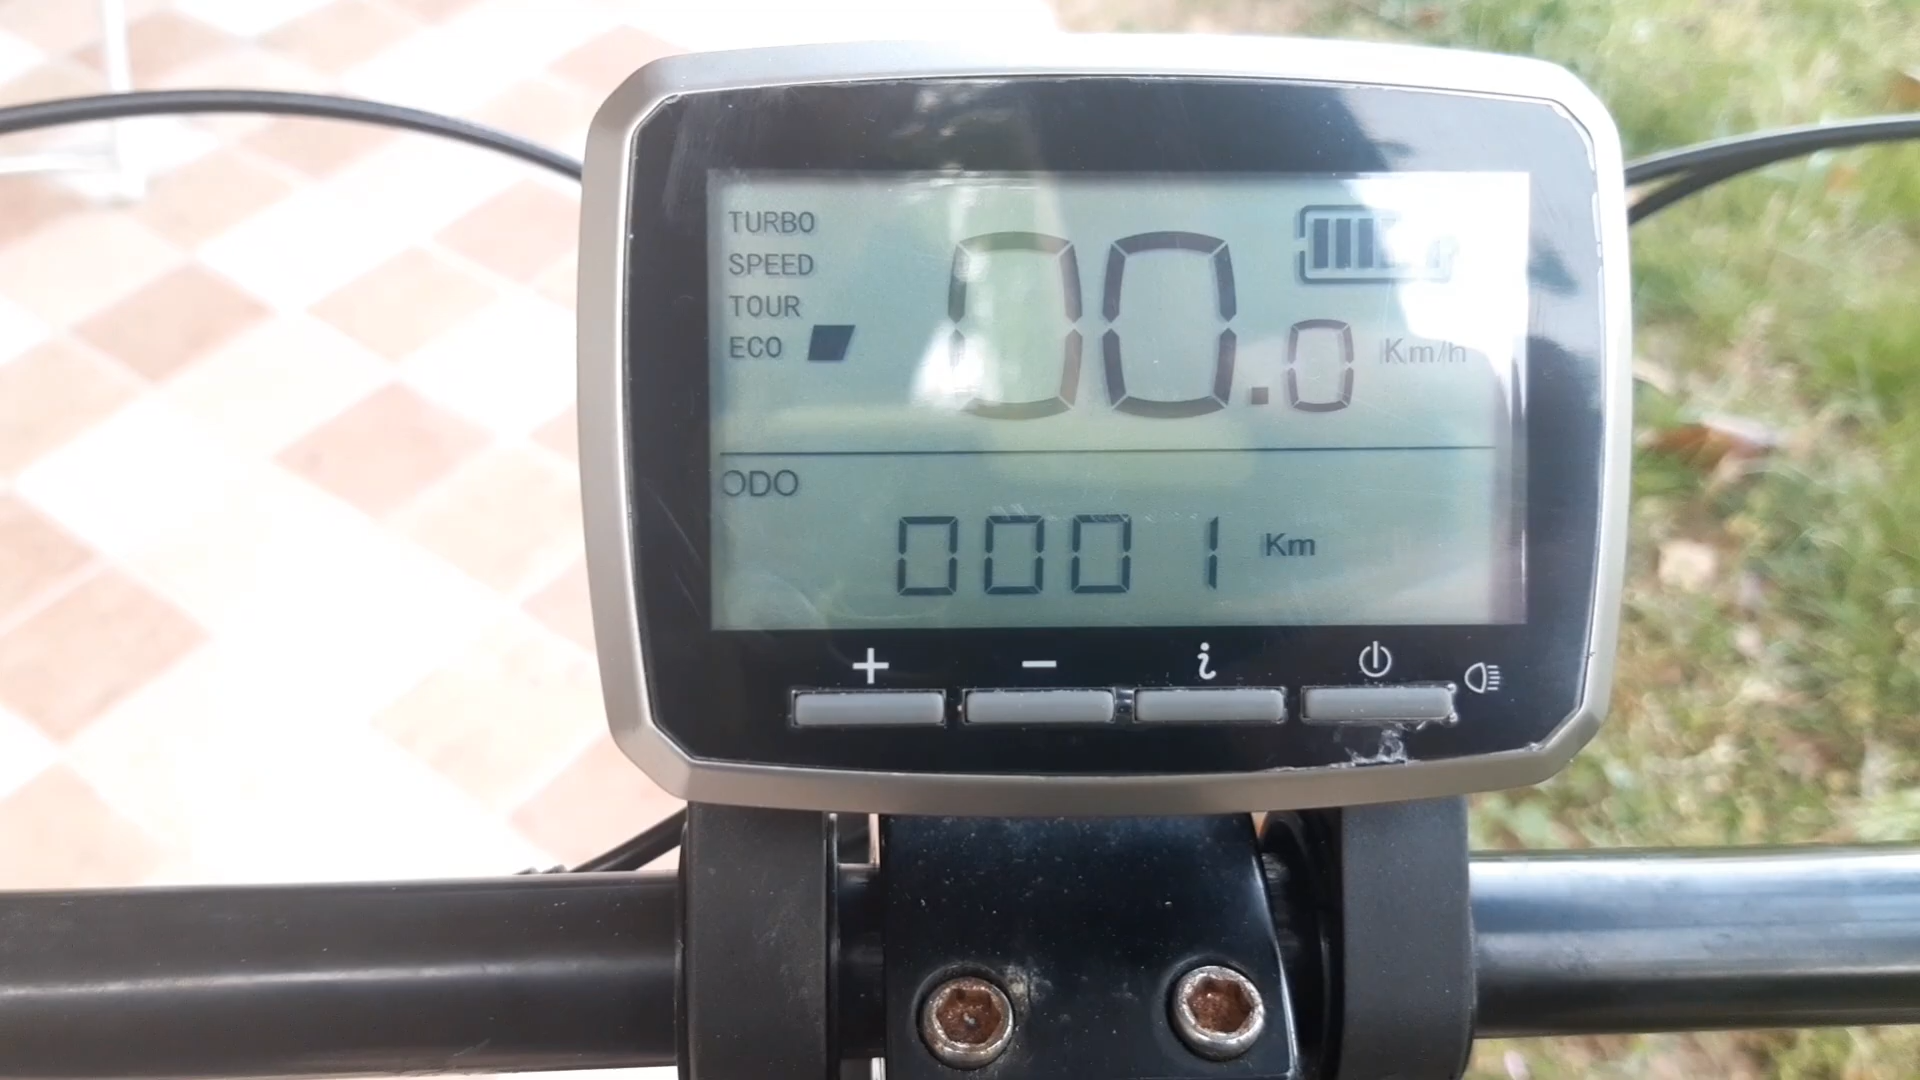 TURBO
SPEED
TOUR
ECO
00.0 Km/h
ODO
0001 Km
+ − i